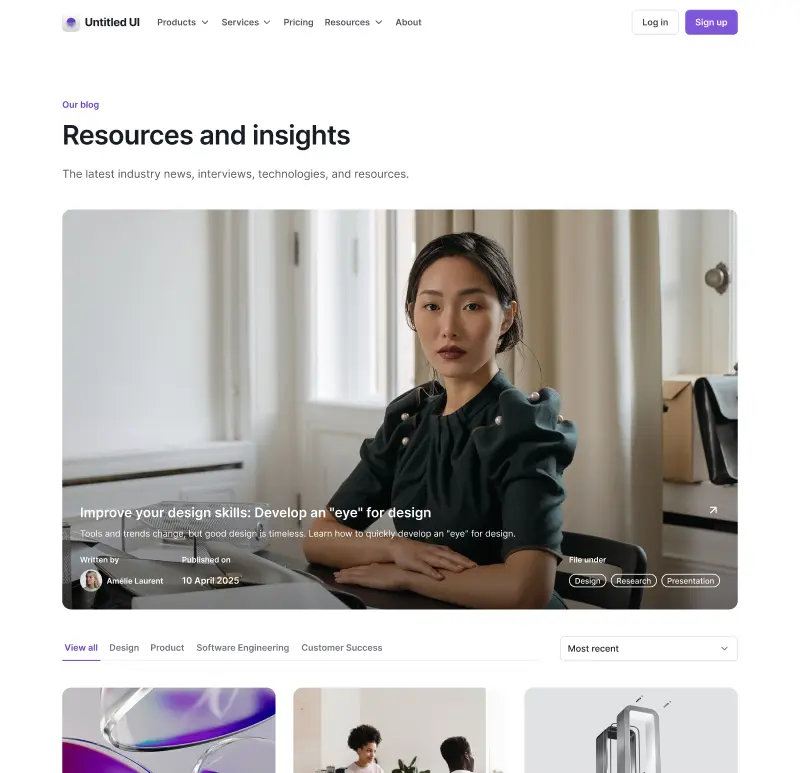 Untitled UI Products Services Pricing Resources About Log in Sign up
Our blog
Resources and insights
The latest industry news, interviews, technologies, and resources.
Improve your design skills: Develop an "eye" for design
Tools and trends change, but good design is timeless. Learn how to quickly develop an "eye" for design.
Written by Published on File under
Amélie Laurent 10 April 2025 Design Research Presentation
View all Design Product Software Engineering Customer Success Most recent